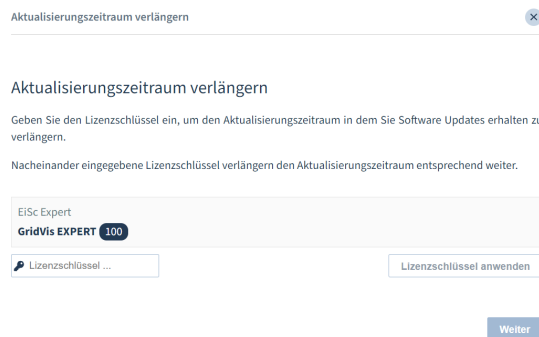 Aktualisierungszeitraum verlängern
Aktualisierungszeitraum verlängern
Geben Sie den Lizenzschlüssel ein, um den Aktualisierungszeitraum in dem Sie Software Updates erhalten zu
verlängern.
Nacheinander eingegebene Lizenzschlüssel verlängern den Aktualisierungszeitraum entsprechend weiter.
EiSc Expert
GridVis EXPERT 100
Lizenzschlüssel ...
Lizenzschlüssel anwenden
Weiter